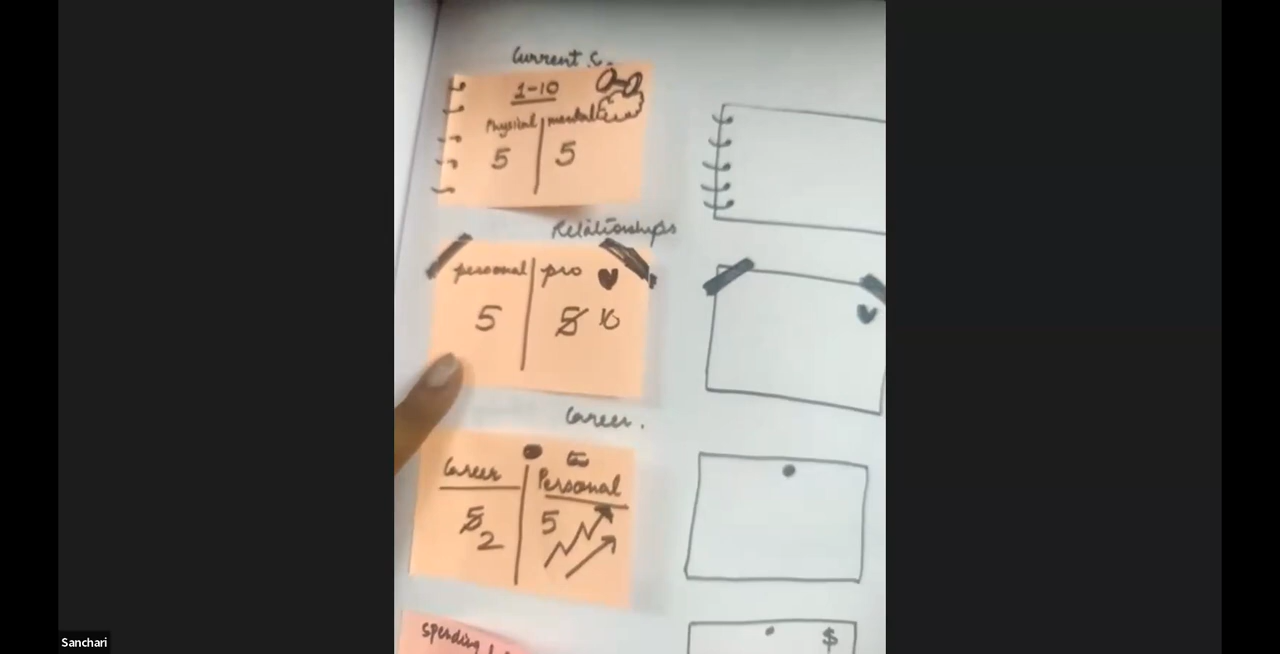 Current S.
1-10
Physical mental
5 5
Relationships
personal pro
5 5 10
Career.
Career Personal
5 5
2
spending
$
Sanchari